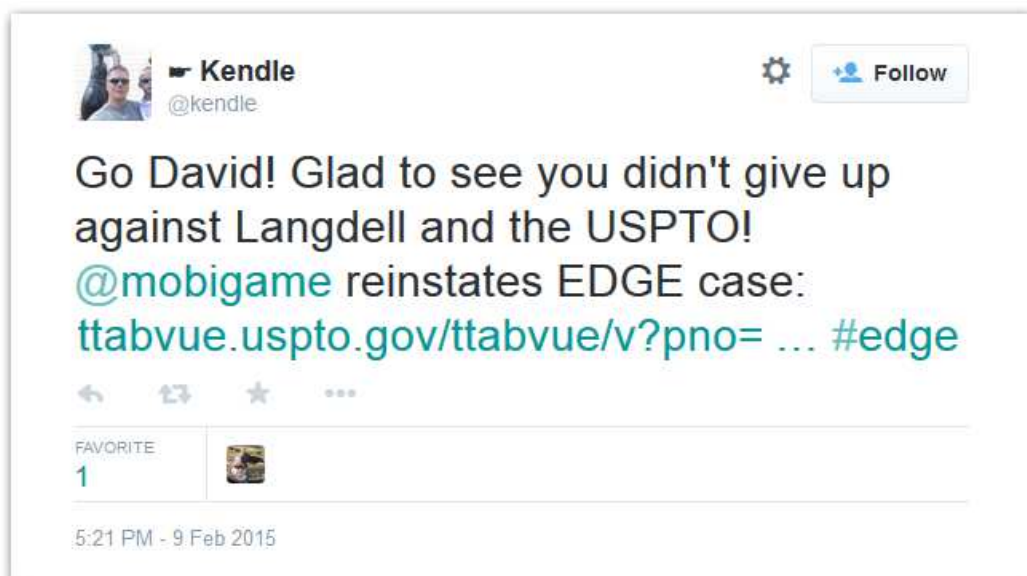 ☛ Kendle
@kendle
Follow
Go David! Glad to see you didn't give up
against Langdell and the USPTO!
@mobigame reinstates EDGE case:
ttabvue.uspto.gov/ttabvue/v?pno= ... #edge
FAVORITE
1
5:21 PM - 9 Feb 2015